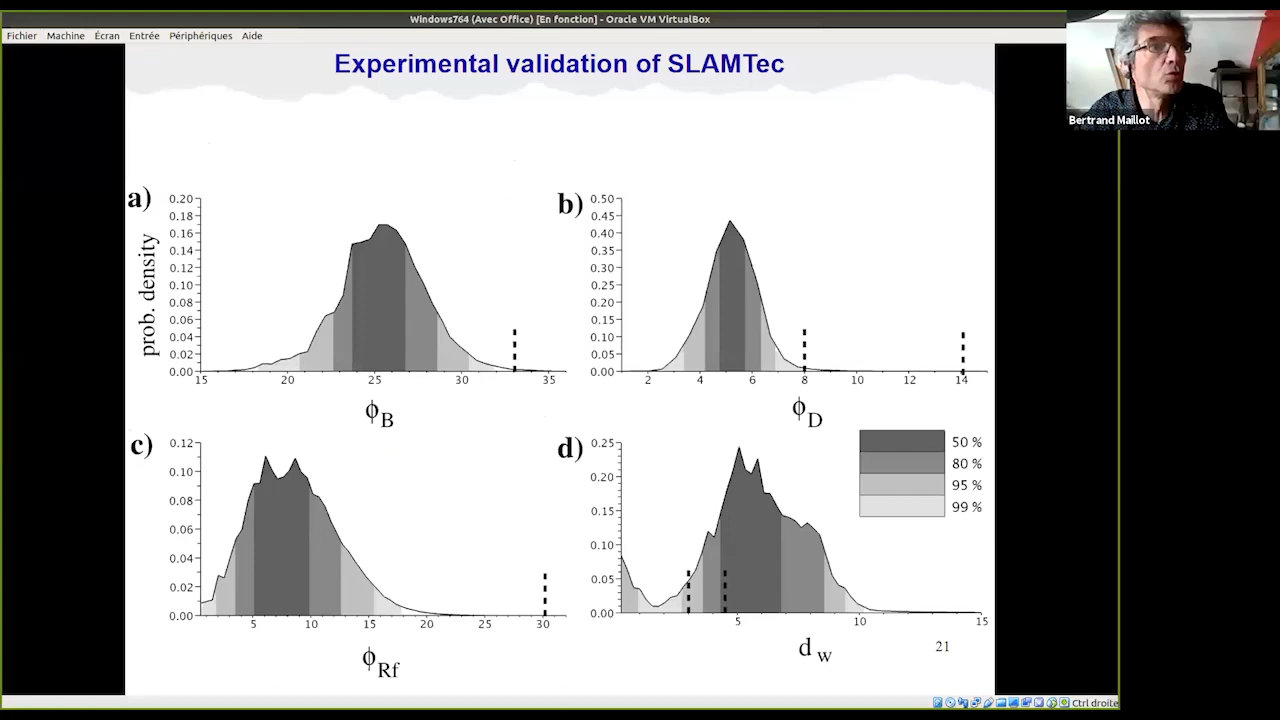 Windows764 (Avec Office) [En fonction] - Oracle VM VirtualBox
Fichier Machine Écran Entrée Périphériques Aide
Bertrand Maillot
Experimental validation of SLAMTec
a)
prob. density
0.20
0.18
0.16
0.14
0.12
0.10
0.08
0.06
0.04
0.02
0.00
15 20 25 30 35
ϕB
b)
0.50
0.45
0.40
0.35
0.30
0.25
0.20
0.15
0.10
0.05
0.00
2 4 6 8 10 12 14
ϕD
c)
0.12
0.10
0.08
0.06
0.04
0.02
0.00
5 10 15 20 25 30
ϕRf
d)
0.25
0.20
0.15
0.10
0.05
0.00
5 10 15
dw
50 %
80 %
95 %
99 %
21
Ctrl droite